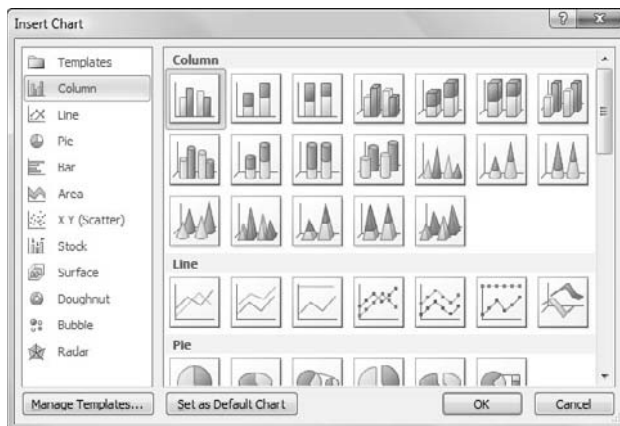 Insert Chart
Templates
Column
Line
Pie
Bar
Area
X Y (Scatter)
Stock
Surface
Doughnut
Bubble
Radar
Column
Line
Pie
Manage Templates...
Set as Default Chart
OK
Cancel